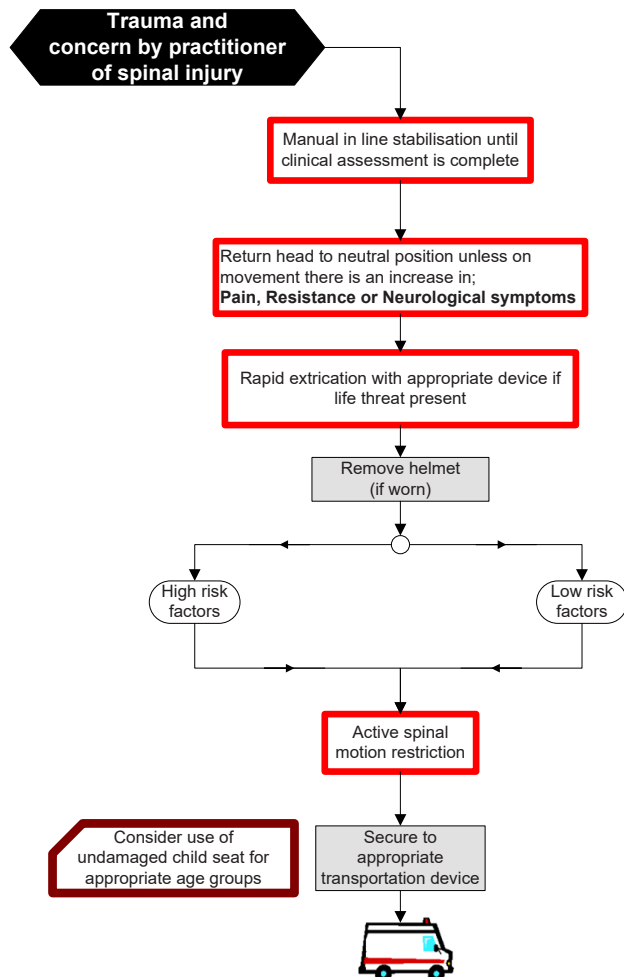 Trauma and
concern by practitioner
of spinal injury
Manual in line stabilisation until
clinical assessment is complete
Return head to neutral position unless on
movement there is an increase in;
Pain, Resistance or Neurological symptoms
Rapid extrication with appropriate device if
life threat present
Remove helmet
(if worn)
High risk
factors
Low risk
factors
Active spinal
motion restriction
Consider use of
undamaged child seat for
appropriate age groups
Secure to
appropriate
transportation device